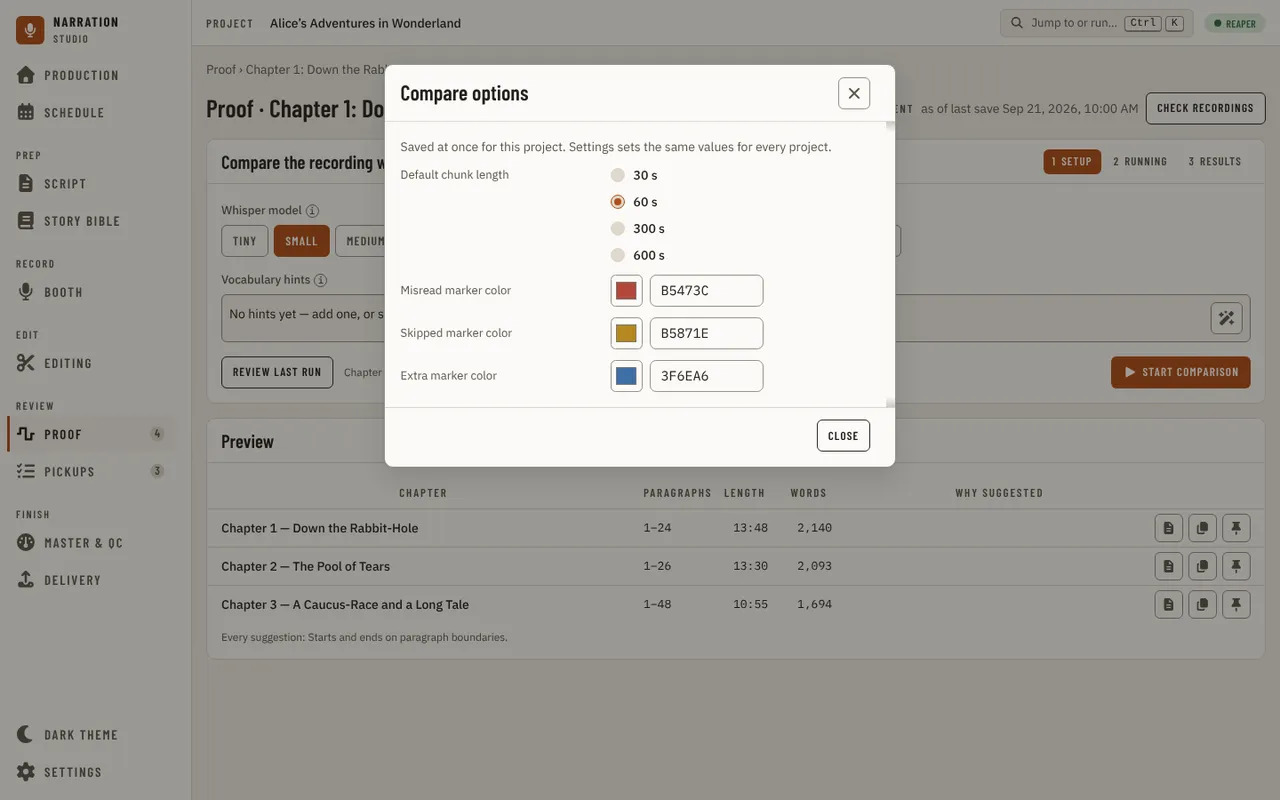 NARRATION
STUDIO
PRODUCTION
SCHEDULE
PREP
SCRIPT
STORY BIBLE
RECORD
BOOTH
EDIT
EDITING
REVIEW
PROOF 4
PICKUPS 3
FINISH
MASTER & QC
DELIVERY
DARK THEME
SETTINGS
PROJECT Alice's Adventures in Wonderland
Jump to or run... Ctrl K
REAPER
Proof › Chapter 1: Down the
Proof · Chapter 1:
as of last save Sep 21, 2026, 10:00 AM CHECK RECORDINGS
Compare the recording
1 SETUP 2 RUNNING 3 RESULTS
Whisper model
TINY SMALL MEDIUM
Vocabulary hints
No hints yet — add one, or
REVIEW LAST RUN Chapter
START COMPARISON
Compare options
Saved at once for this project. Settings sets the same values for every project.
Default chunk length
30 s
60 s
300 s
600 s
Misread marker color B5473C
Skipped marker color B5871E
Extra marker color 3F6EA6
CLOSE
Preview
CHAPTER PARAGRAPHS LENGTH WORDS WHY SUGGESTED
Chapter 1 — Down the Rabbit-Hole 1–24 13:48 2,140
Chapter 2 — The Pool of Tears 1–26 13:30 2,093
Chapter 3 — A Caucus-Race and a Long Tale 1–48 10:55 1,694
Every suggestion: Starts and ends on paragraph boundaries.